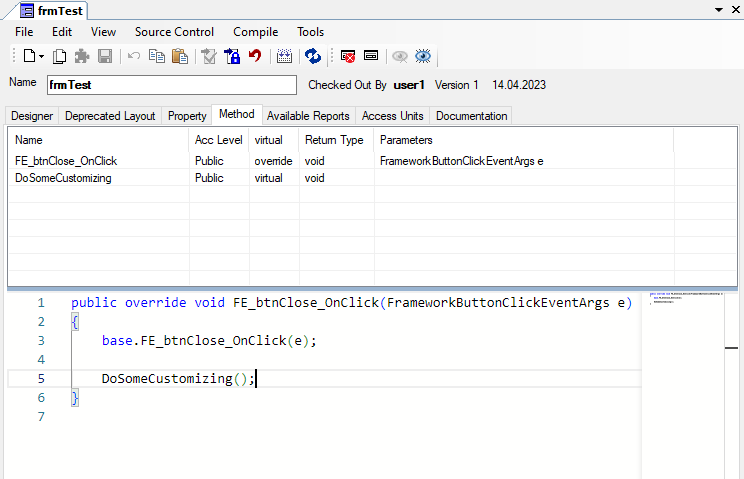 frmTest
File Edit View Source Control Compile Tools
Name frmTest Checked Out By user1 Version 1 14.04.2023
Designer Deprecated Layout Property Method Available Reports Access Units Documentation
Name Acc Level virtual Return Type Parameters
FE_btnClose_OnClick Public override void FrameworkButtonClickEventArgs e
DoSomeCustomizing Public virtual void
1 public override void FE_btnClose_OnClick(FrameworkButtonClickEventArgs e)
2 {
3 base.FE_btnClose_OnClick(e);
4
5 DoSomeCustomizing();
6 }
7